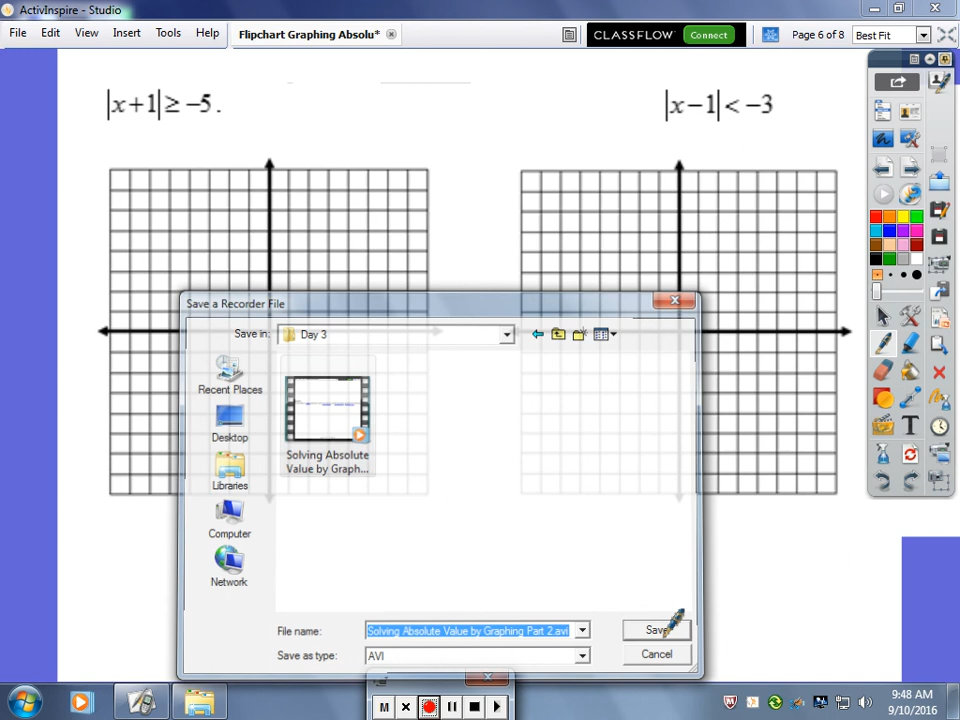 ActivInspire - Studio
File Edit View Insert Tools Help Flipchart Graphing Absolu* CLASSFLOW Connect Page 6 of 8 Best Fit
|x+1| ≥ −5.
|x−1| < −3
Save a Recorder File
Save in: Day 3
Recent Places
Desktop
Libraries
Computer
Network
Solving Absolute
Value by Graph...
File name: Solving Absolute Value by Graphing Part 2.avi Save
Save as type: AVI Cancel
M
9:48 AM
9/10/2016